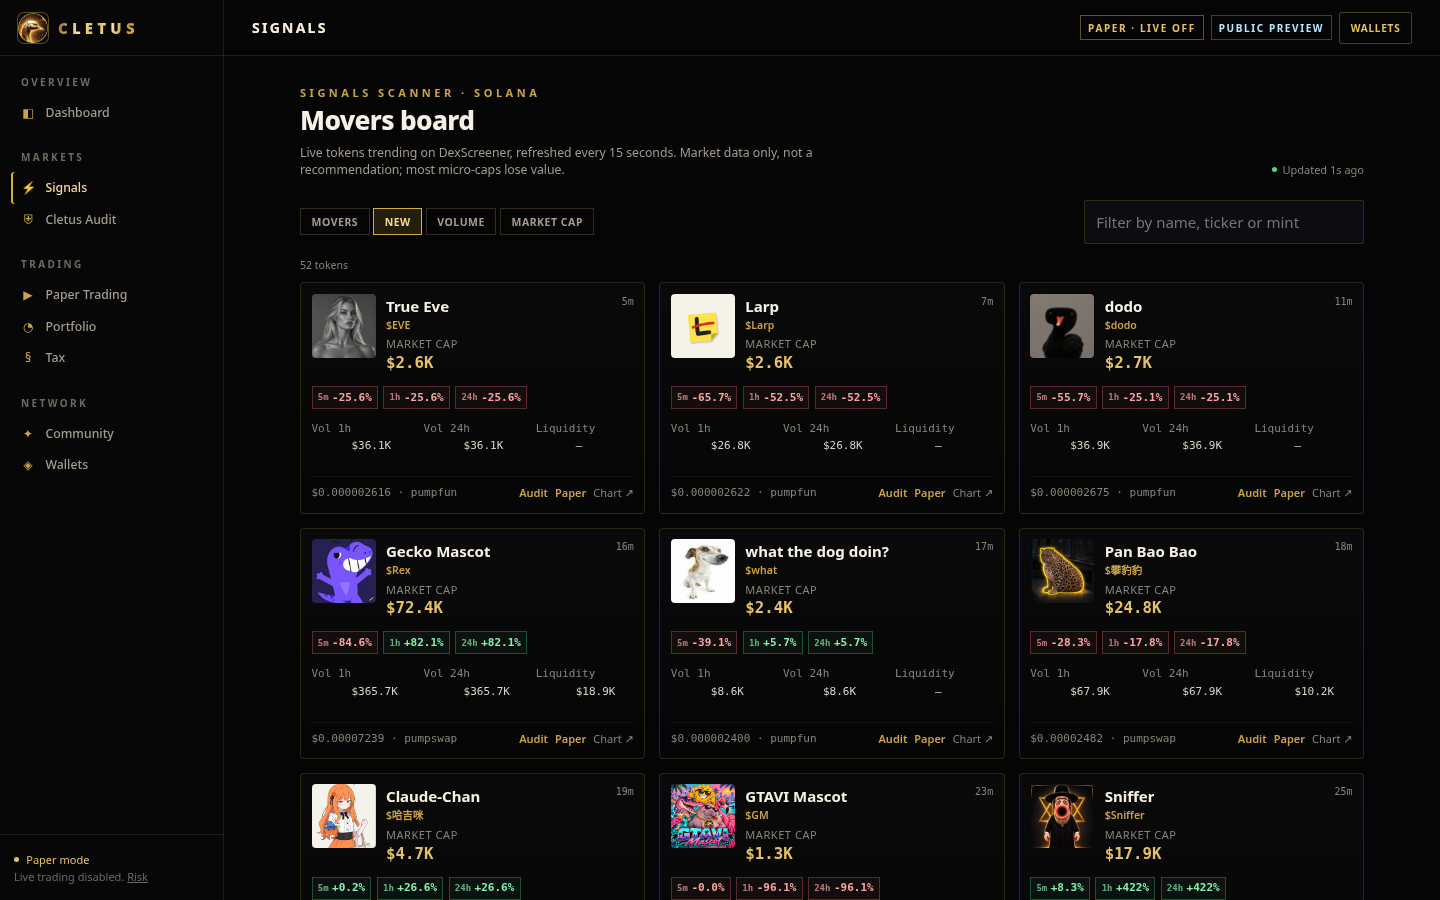 CLETUS
SIGNALS
PAPER · LIVE OFF
PUBLIC PREVIEW
WALLETS
OVERVIEW
Dashboard
MARKETS
Signals
Cletus Audit
TRADING
Paper Trading
Portfolio
§ Tax
NETWORK
Community
Wallets
Paper mode
Live trading disabled. Risk
SIGNALS SCANNER · SOLANA
Movers board
Live tokens trending on DexScreener, refreshed every 15 seconds. Market data only, not a
recommendation; most micro-caps lose value.
Updated 1s ago
MOVERS NEW VOLUME MARKET CAP
Filter by name, ticker or mint
52 tokens
True Eve 5m
$EVE
MARKET CAP
$2.6K
5m -25.6% 1h -25.6% 24h -25.6%
Vol 1h Vol 24h Liquidity
$36.1K $36.1K —
$0.000002616 · pumpfun Audit Paper Chart ↗
Larp 7m
$Larp
MARKET CAP
$2.6K
5m -65.7% 1h -52.5% 24h -52.5%
Vol 1h Vol 24h Liquidity
$26.8K $26.8K —
$0.000002622 · pumpfun Audit Paper Chart ↗
dodo 11m
$dodo
MARKET CAP
$2.7K
5m -55.7% 1h -25.1% 24h -25.1%
Vol 1h Vol 24h Liquidity
$36.9K $36.9K —
$0.000002675 · pumpfun Audit Paper Chart ↗
Gecko Mascot 16m
$Rex
MARKET CAP
$72.4K
5m -84.6% 1h +82.1% 24h +82.1%
Vol 1h Vol 24h Liquidity
$365.7K $365.7K $18.9K
$0.00007239 · pumpswap Audit Paper Chart ↗
what the dog doin? 17m
$what
MARKET CAP
$2.4K
5m -39.1% 1h +5.7% 24h +5.7%
Vol 1h Vol 24h Liquidity
$8.6K $8.6K —
$0.000002400 · pumpfun Audit Paper Chart ↗
Pan Bao Bao 18m
$攀豹豹
MARKET CAP
$24.8K
5m -28.3% 1h -17.8% 24h -17.8%
Vol 1h Vol 24h Liquidity
$67.9K $67.9K $10.2K
$0.00002482 · pumpswap Audit Paper Chart ↗
Claude-Chan 19m
$哈吉咪
MARKET CAP
$4.7K
5m +0.2% 1h +26.6% 24h +26.6%
GTAVI Mascot 23m
$GM
MARKET CAP
$1.3K
5m -0.0% 1h -96.1% 24h -96.1%
GTAVI
Mascot
Sniffer 25m
$Sniffer
MARKET CAP
$17.9K
5m +8.3% 1h +422% 24h +422%